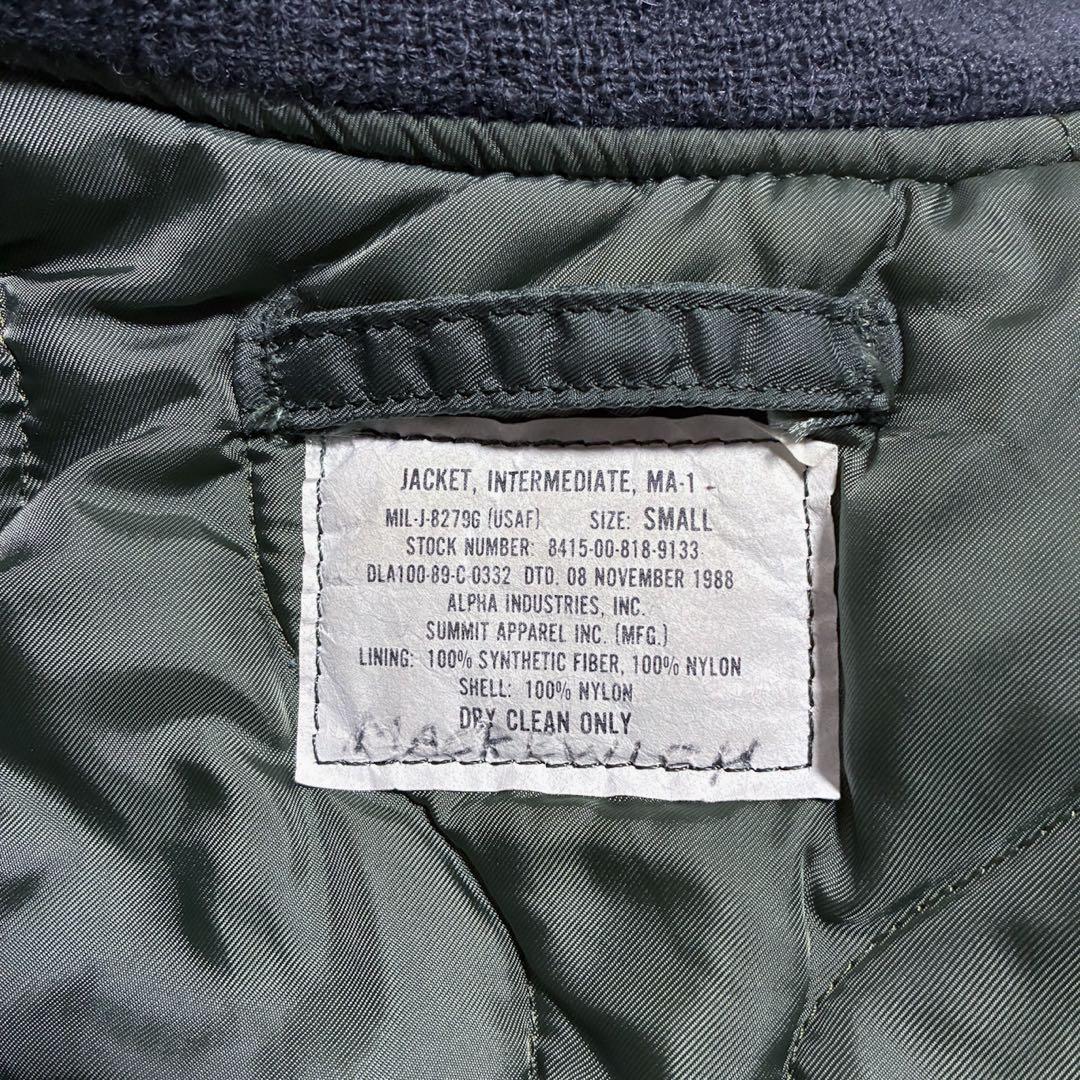 JACKET, INTERMEDIATE, MA-1
MIL-J-8279G (USAF) SIZE: SMALL
STOCK NUMBER: 8415-00-818-9133
DLA100-89-C-0332 DTD. 08 NOVEMBER 1988
ALPHA INDUSTRIES, INC.
SUMMIT APPAREL INC. (MFG.)
LINING: 100% SYNTHETIC FIBER, 100% NYLON
SHELL: 100% NYLON
DRY CLEAN ONLY